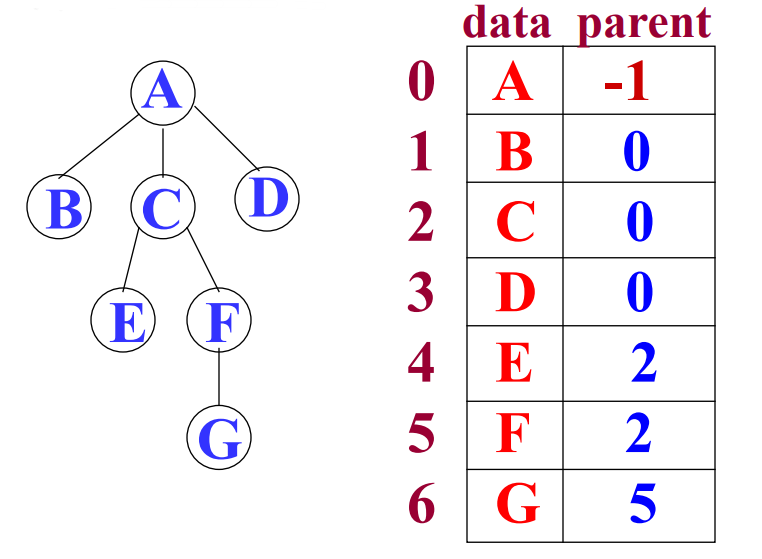 A
B C D
E F
G
data parent
0 A -1
1 B 0
2 C 0
3 D 0
4 E 2
5 F 2
6 G 5